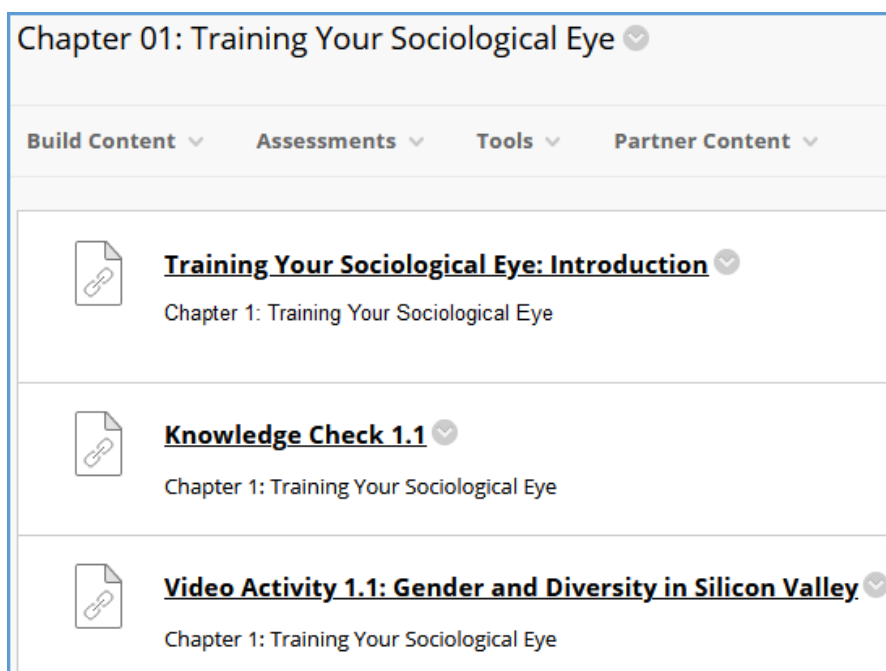 Chapter 01: Training Your Sociological Eye
Build Content Assessments Tools Partner Content
Training Your Sociological Eye: Introduction
Chapter 1: Training Your Sociological Eye
Knowledge Check 1.1
Chapter 1: Training Your Sociological Eye
Video Activity 1.1: Gender and Diversity in Silicon Valley
Chapter 1: Training Your Sociological Eye